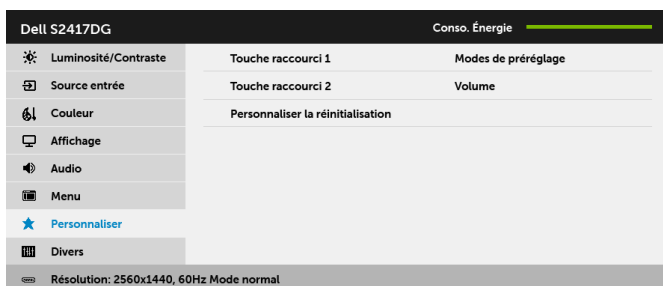 Dell S2417DG Conso. Énergie
Luminosité/Contraste Touche raccourci 1 Modes de préréglage
Source entrée Touche raccourci 2 Volume
Couleur Personnaliser la réinitialisation
Affichage
Audio
Menu
Personnaliser
Divers
Résolution: 2560x1440, 60Hz Mode normal